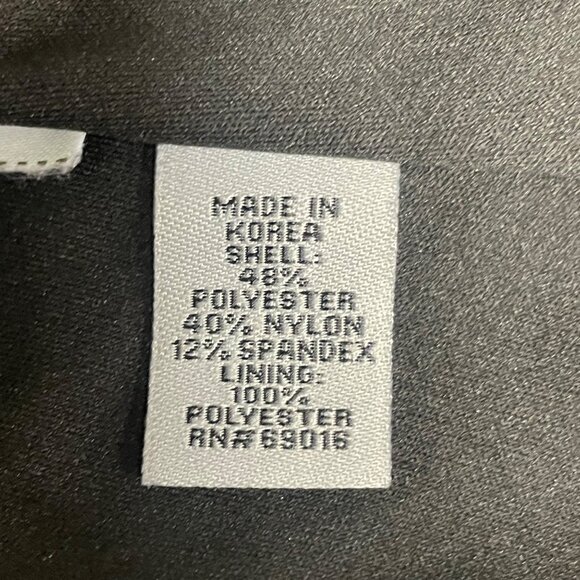 MADE IN
KOREA
SHELL:
48%
POLYESTER
40% NYLON
12% SPANDEX
LINING:
100%
POLYESTER
RN# 69016